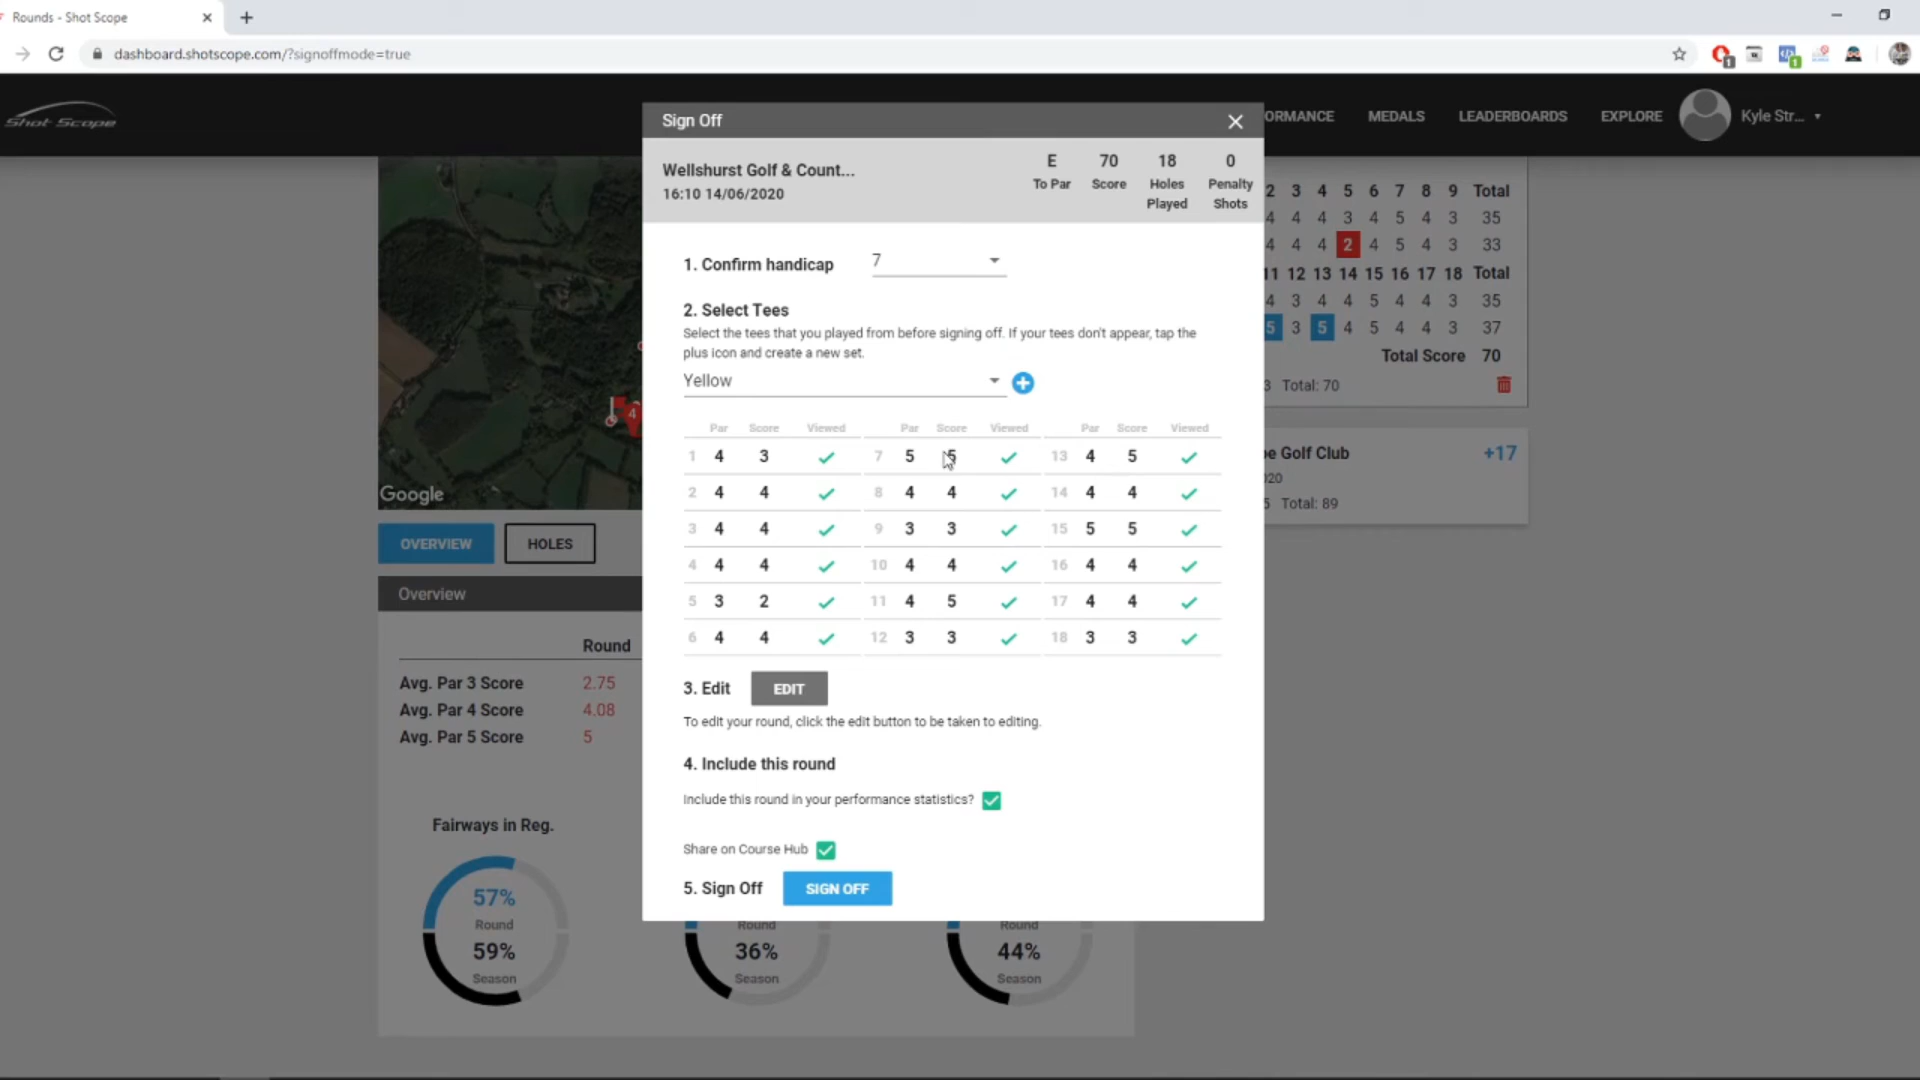 Rounds - Shot Scope
dashboard.shotscope.com/?signoffmode=true
1
1
Shot Scope
ORMANCE MEDALS LEADERBOARDS EXPLORE Kyle Str...
Sign Off
Wellshurst Golf & Count...
16:10 14/06/2020
E 70 18 0
To Par Score Holes Played Penalty Shots
1. Confirm handicap 7
2. Select Tees
Select the tees that you played from before signing off. If your tees don't appear, tap the
plus icon and create a new set.
Yellow
Par Score Viewed Par Score Viewed Par Score Viewed
1 4 3 7 5 5 13 4 5
2 4 4 8 4 4 14 4 4
3 4 4 9 3 3 15 5 5
4 4 4 10 4 4 16 4 4
5 3 2 11 4 5 17 4 4
6 4 4 12 3 3 18 3 3
3. Edit EDIT
To edit your round, click the edit button to be taken to editing.
4. Include this round
Include this round in your performance statistics?
Share on Course Hub
5. Sign Off SIGN OFF
2 3 4 5 6 7 8 9 Total
4 4 4 3 4 5 4 3 35
4 4 4 2 4 5 4 3 33
11 12 13 14 15 16 17 18 Total
4 3 4 4 5 4 4 3 35
5 3 5 4 5 4 4 3 37
Total Score 70
3 Total: 70
e Golf Club +17
020
5 Total: 89
4
Google
OVERVIEW HOLES
Overview
Round
Avg. Par 3 Score 2.75
Avg. Par 4 Score 4.08
Avg. Par 5 Score 5
Fairways in Reg.
57%
Round
59%
Season
Round
36%
Season
Round
44%
Season